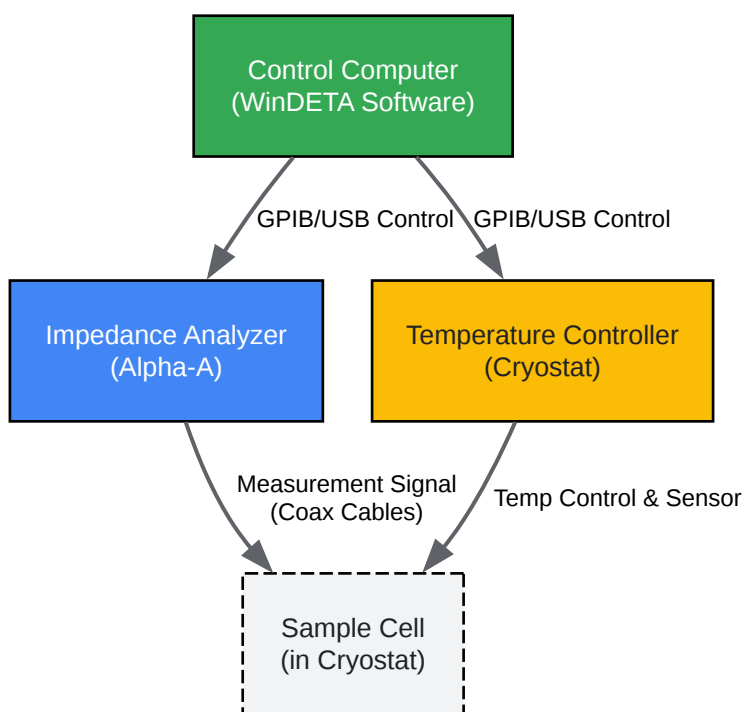 Control Computer
(WinDETA Software)
GPIB/USB Control
GPIB/USB Control
Impedance Analyzer
(Alpha-A)
Temperature Controller
(Cryostat)
Measurement Signal
(Coax Cables)
Temp Control & Sensor
Sample Cell
(in Cryostat)